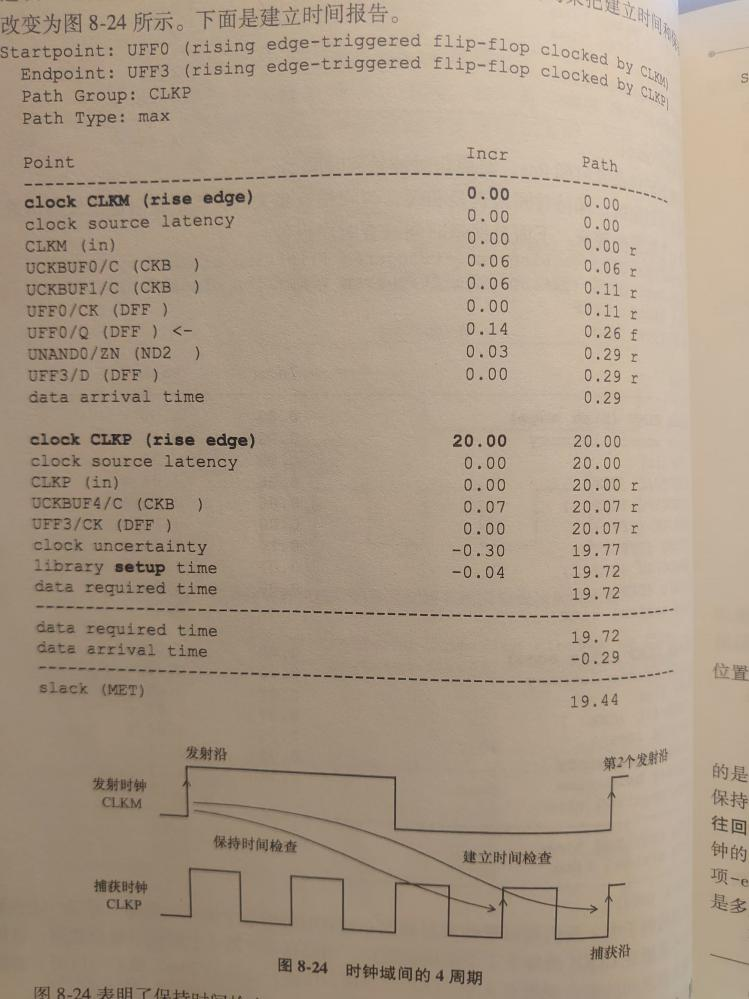 改变为图 8-24 所示。下面是建立时间报告。
Startpoint: UFF0 (rising edge-triggered flip-flop clocked by CLKM)
Endpoint: UFF3 (rising edge-triggered flip-flop clocked by CLKP)
Path Group: CLKP
Path Type: max
Point Incr Path
clock CLKM (rise edge) 0.00 0.00
clock source latency 0.00 0.00
CLKM (in) 0.00 0.00 r
UCKBUF0/C (CKB ) 0.06 0.06 r
UCKBUF1/C (CKB ) 0.06 0.11 r
UFF0/CK (DFF ) 0.00 0.11 r
UFF0/Q (DFF ) <- 0.14 0.26 f
UNAND0/ZN (ND2 ) 0.03 0.29 r
UFF3/D (DFF ) 0.00 0.29 r
data arrival time 0.29
clock CLKP (rise edge) 20.00 20.00
clock source latency 0.00 20.00
CLKP (in) 0.00 20.00 r
UCKBUF4/C (CKB ) 0.07 20.07 r
UFF3/CK (DFF ) 0.00 20.07 r
clock uncertainty -0.30 19.77
library setup time -0.04 19.72
data required time 19.72
data required time 19.72
data arrival time -0.29
slack (MET) 19.44
发射沿
第2个发射沿
发射时钟
CLKM
保持时间检查
建立时间检查
捕获时钟
CLKP
捕获沿
图 8-24 时钟域间的 4 周期
位置
的是
保持
往回
钟的
项-e
是多